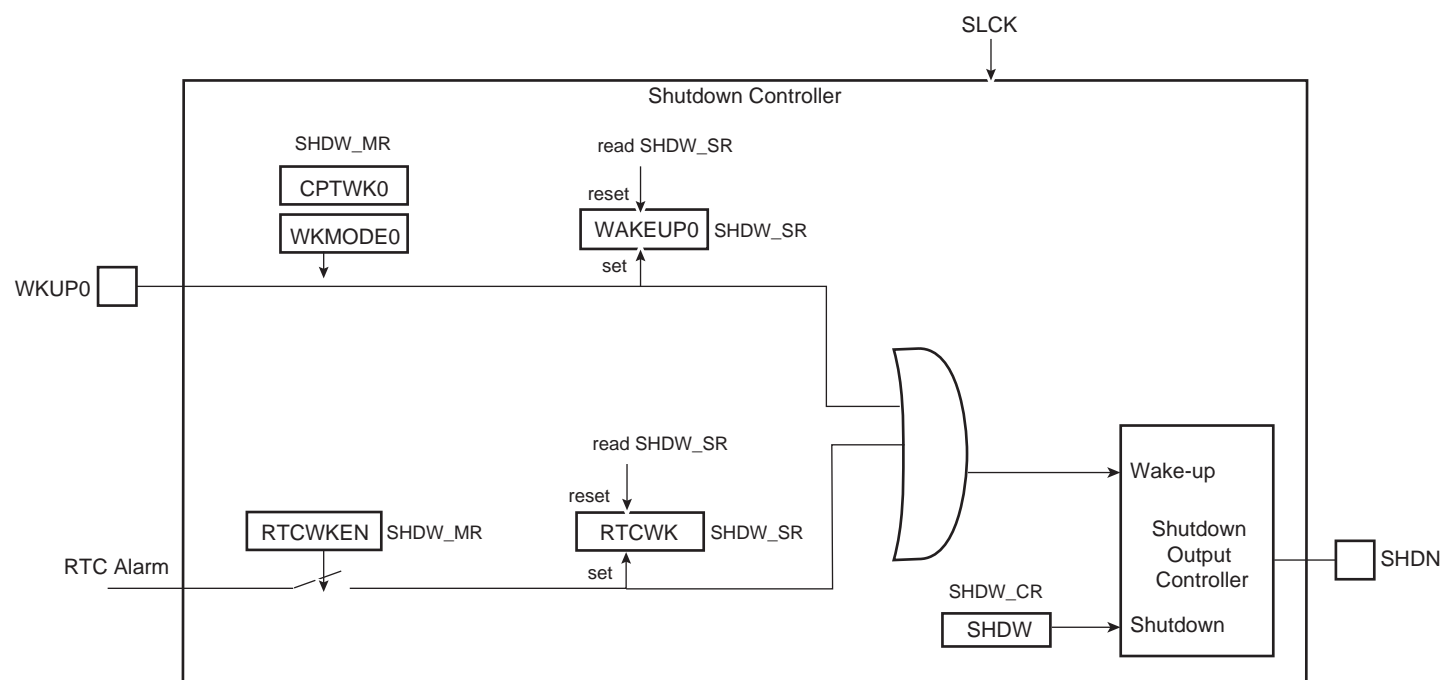 SLCK
Shutdown Controller
SHDW_MR
CPTWK0
WKMODE0
read SHDW_SR
reset
WAKEUP0
SHDW_SR
set
WKUP0
read SHDW_SR
reset
RTCWKEN
SHDW_MR
RTCWK
SHDW_SR
set
RTC Alarm
Wake-up
Shutdown
Output
Controller
SHDN
SHDW_CR
SHDW
Shutdown